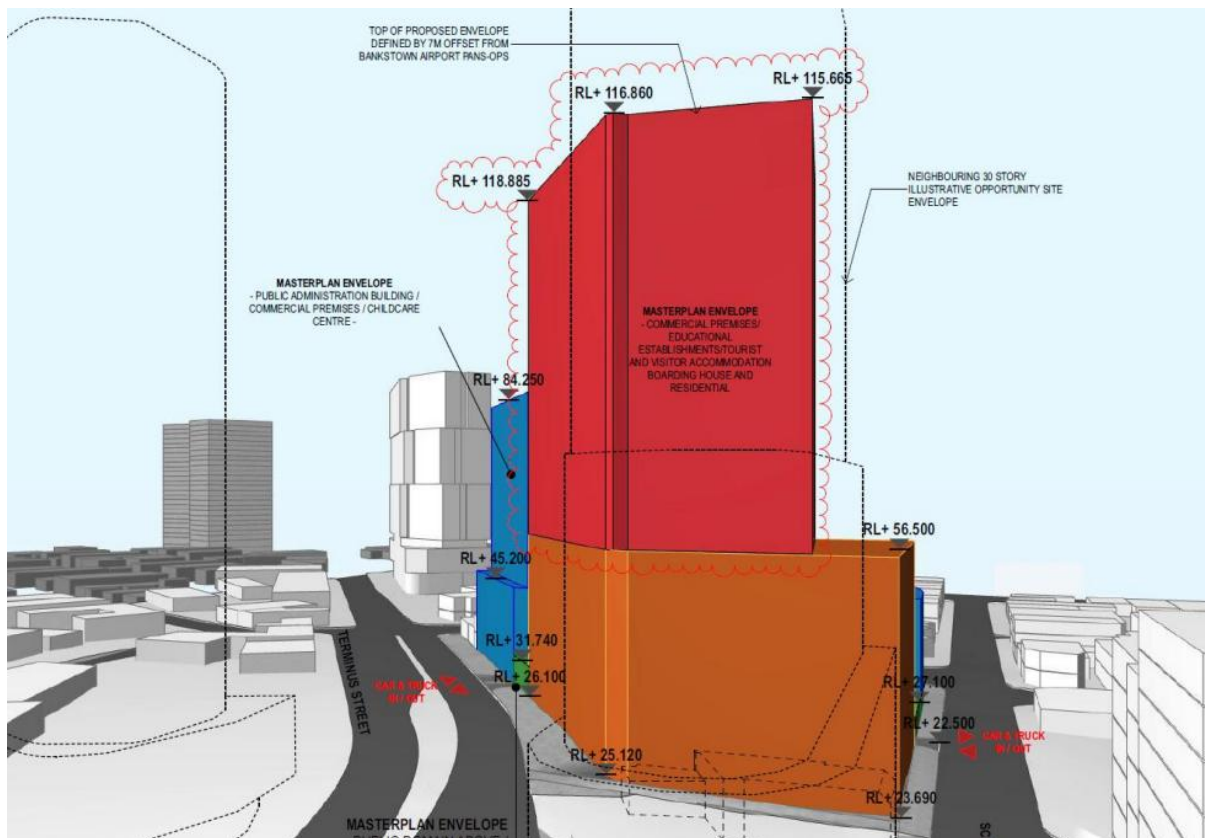 TOP OF PROPOSED ENVELOPE
DEFINED BY 7M OFFSET FROM
BANKSTOWN AIRPORT PANS-OPS
RL+ 115.665
RL+ 116.860
RL+ 118.885
NEIGHBOURING 30 STORY
ILLUSTRATIVE OPPORTUNITY SITE
ENVELOPE
MASTERPLAN ENVELOPE
- PUBLIC ADMINISTRATION BUILDING /
COMMERCIAL PREMISES / CHILDCARE
CENTRE -
MASTERPLAN ENVELOPE
- COMMERCIAL PREMISES/
EDUCATIONAL
ESTABLISHMENTS/TOURIST
AND VISITOR ACCOMMODATION
BOARDING HOUSE AND
RESIDENTIAL
RL+ 84.250
RL+ 56.500
RL+ 45.200
RL+ 31.740
RL+ 26.100
TERMINUS STREET
CAR & TRUCK
IN / OUT
RL+ 27.100
RL+ 22.500
CAR & TRUCK
IN / OUT
RL+ 25.120
RL+ 23.690
MASTERPLAN ENVELOPE